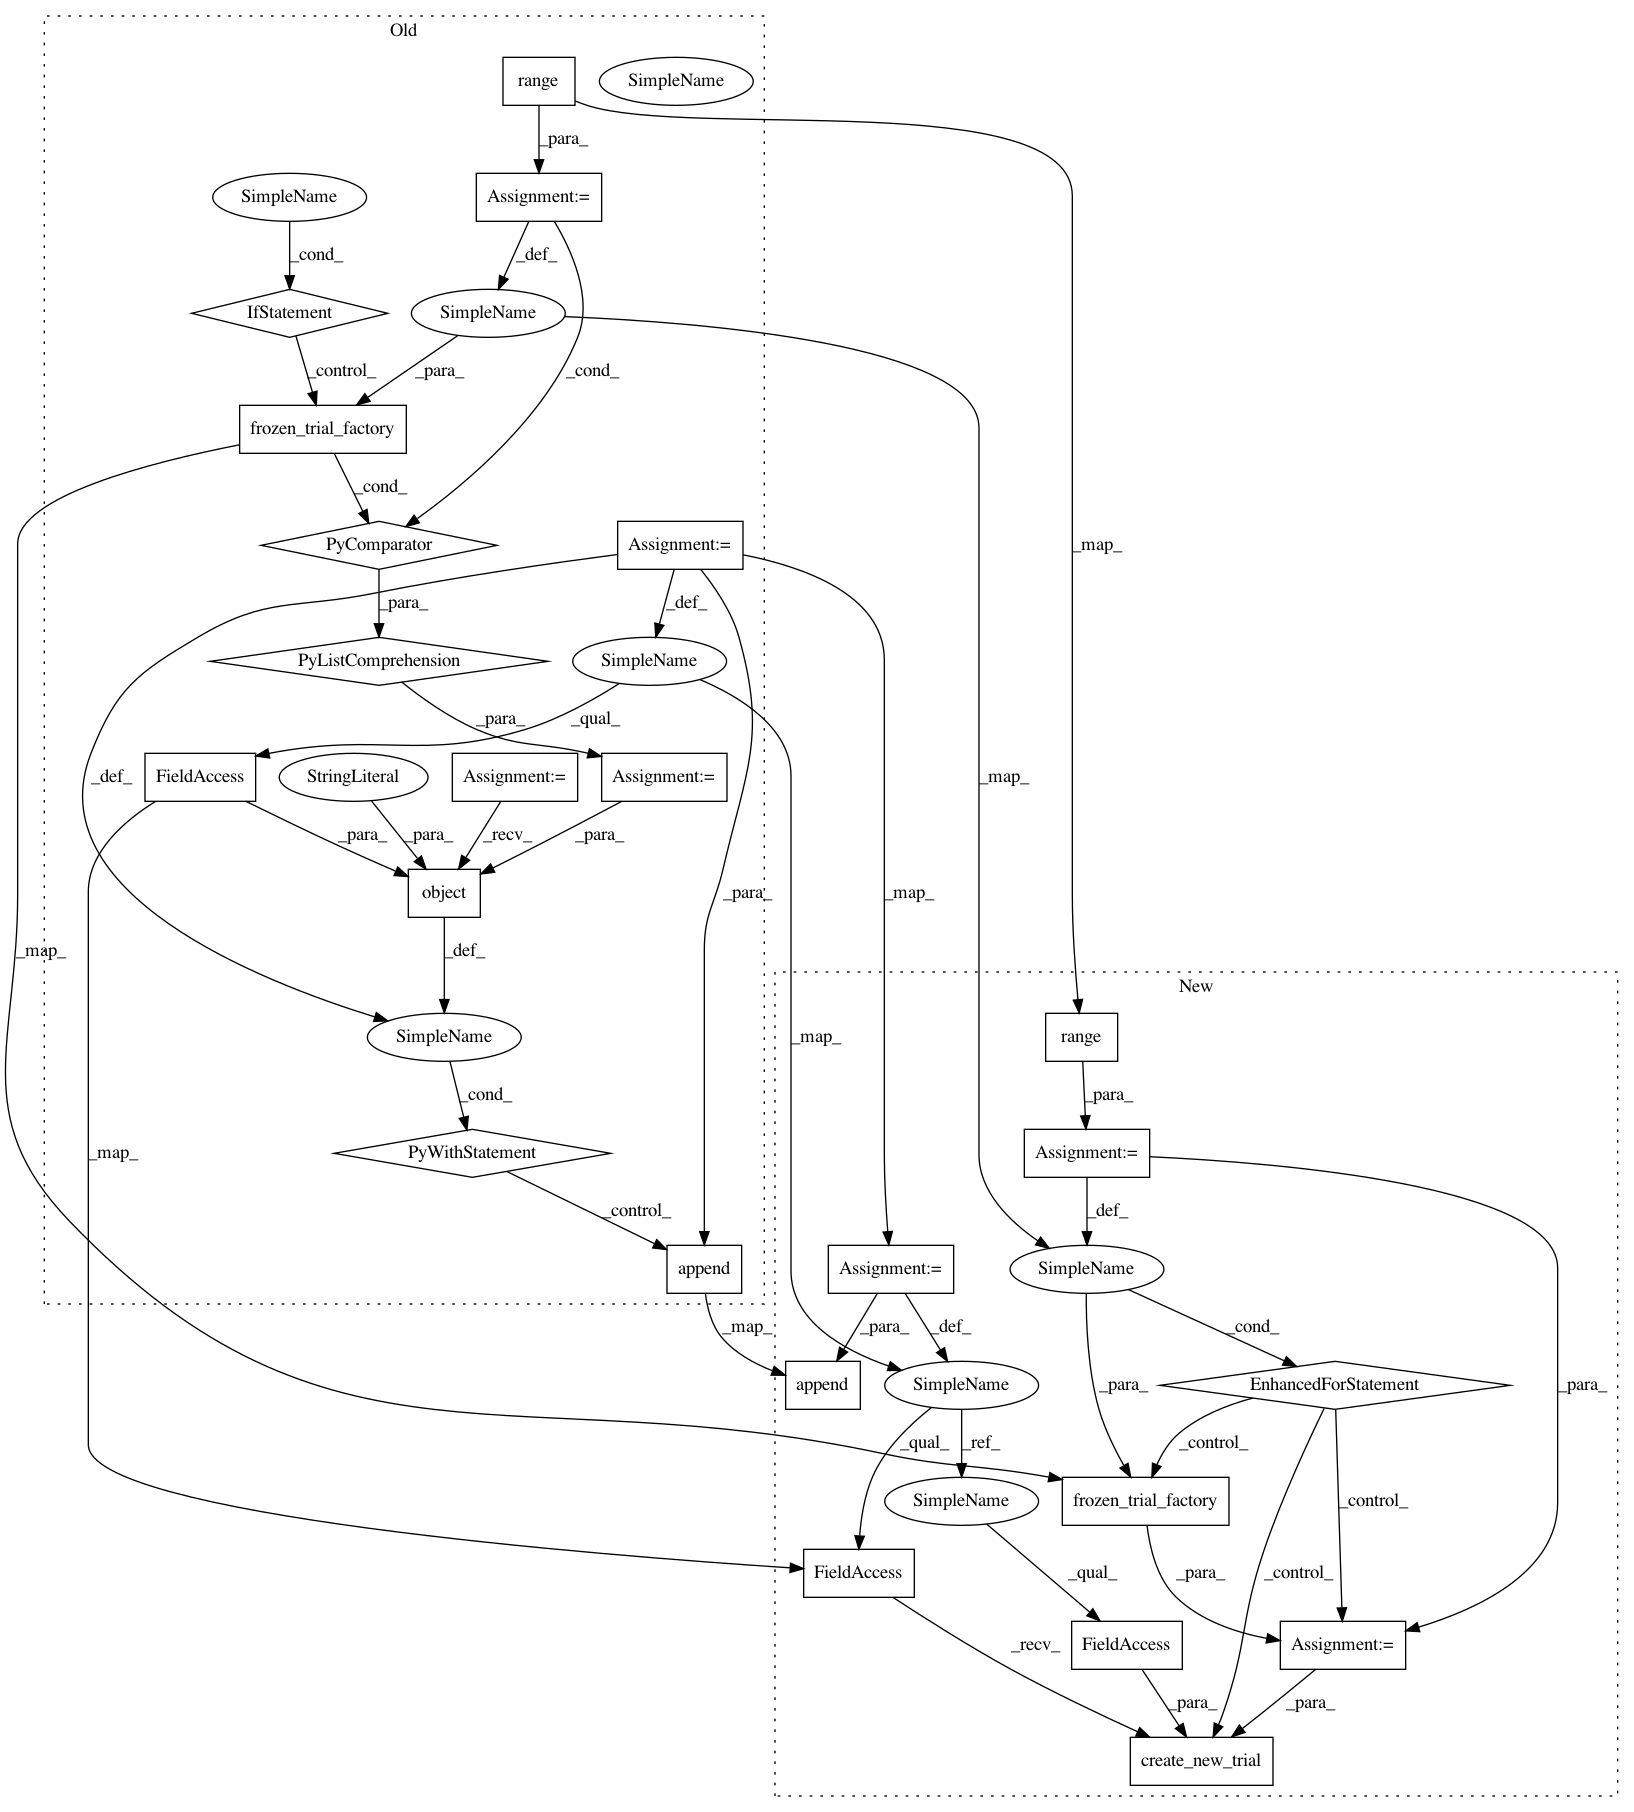 Old
range
SimpleName
_para_
SimpleName
Assignment:=
_cond_
_def_
IfStatement
SimpleName
_control_
_para_
_cond_
frozen_trial_factory
_cond_
PyComparator
Assignment:=
_map_
_para_
_def_
PyListComprehension
SimpleName
_para_
_qual_
_def_
FieldAccess
StringLiteral
Assignment:=
Assignment:=
_map_
_para_
_para_
_recv_
_para_
object
_para_
_map_
_map_
_def_
New
SimpleName
_map_
range
_cond_
_para_
_map_
PyWithStatement
Assignment:=
_control_
_def_
append
Assignment:=
SimpleName
_map_
_para_
_def_
_cond_
append
SimpleName
_para_
EnhancedForStatement
_para_
_qual_
_ref_
_control_
SimpleName
frozen_trial_factory
_control_
FieldAccess
_qual_
_para_
_control_
_recv_
FieldAccess
Assignment:=
_para_
_para_
create_new_trial